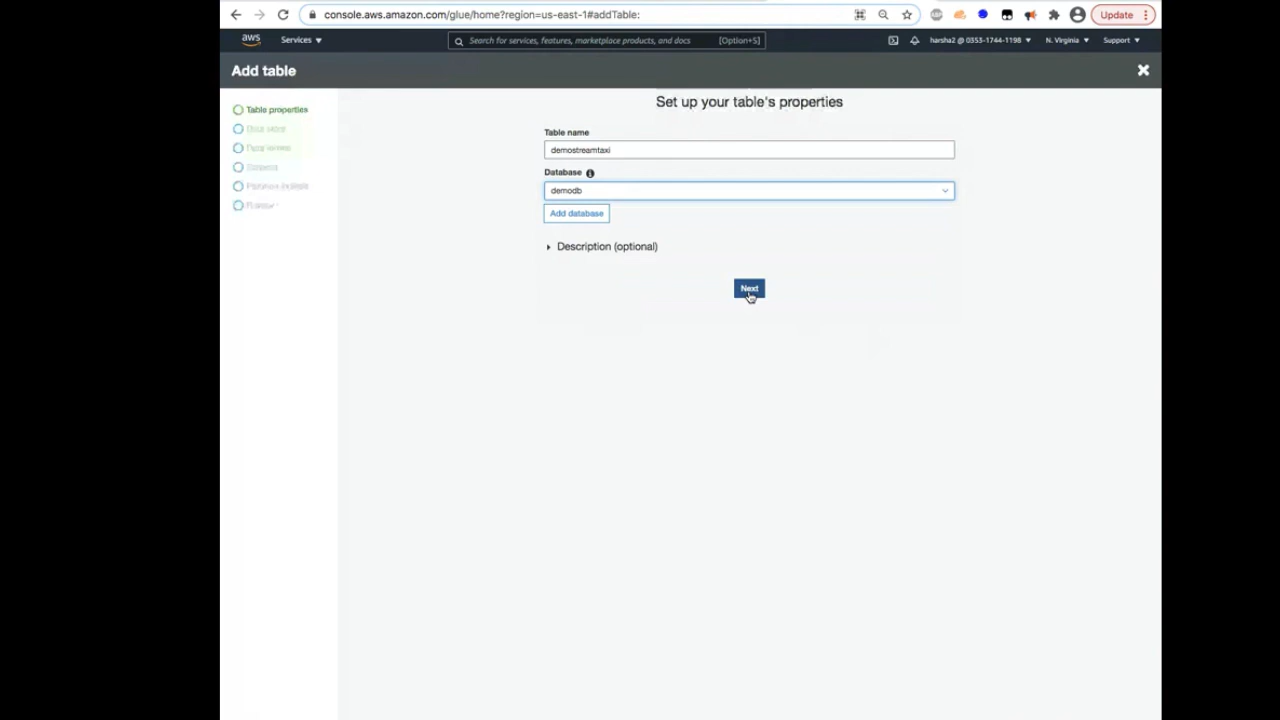 console.aws.amazon.com/glue/home?region=us-east-1#addTable:
Update
aws
Services
Search for services, features, marketplace products, and docs
[Option+S]
harsha2 @ 0353-1744-1198
N. Virginia
Support
Add table
Table properties
Set up your table's properties
Table name
demostreamtaxi
Database
demodb
Add database
Description (optional)
Next